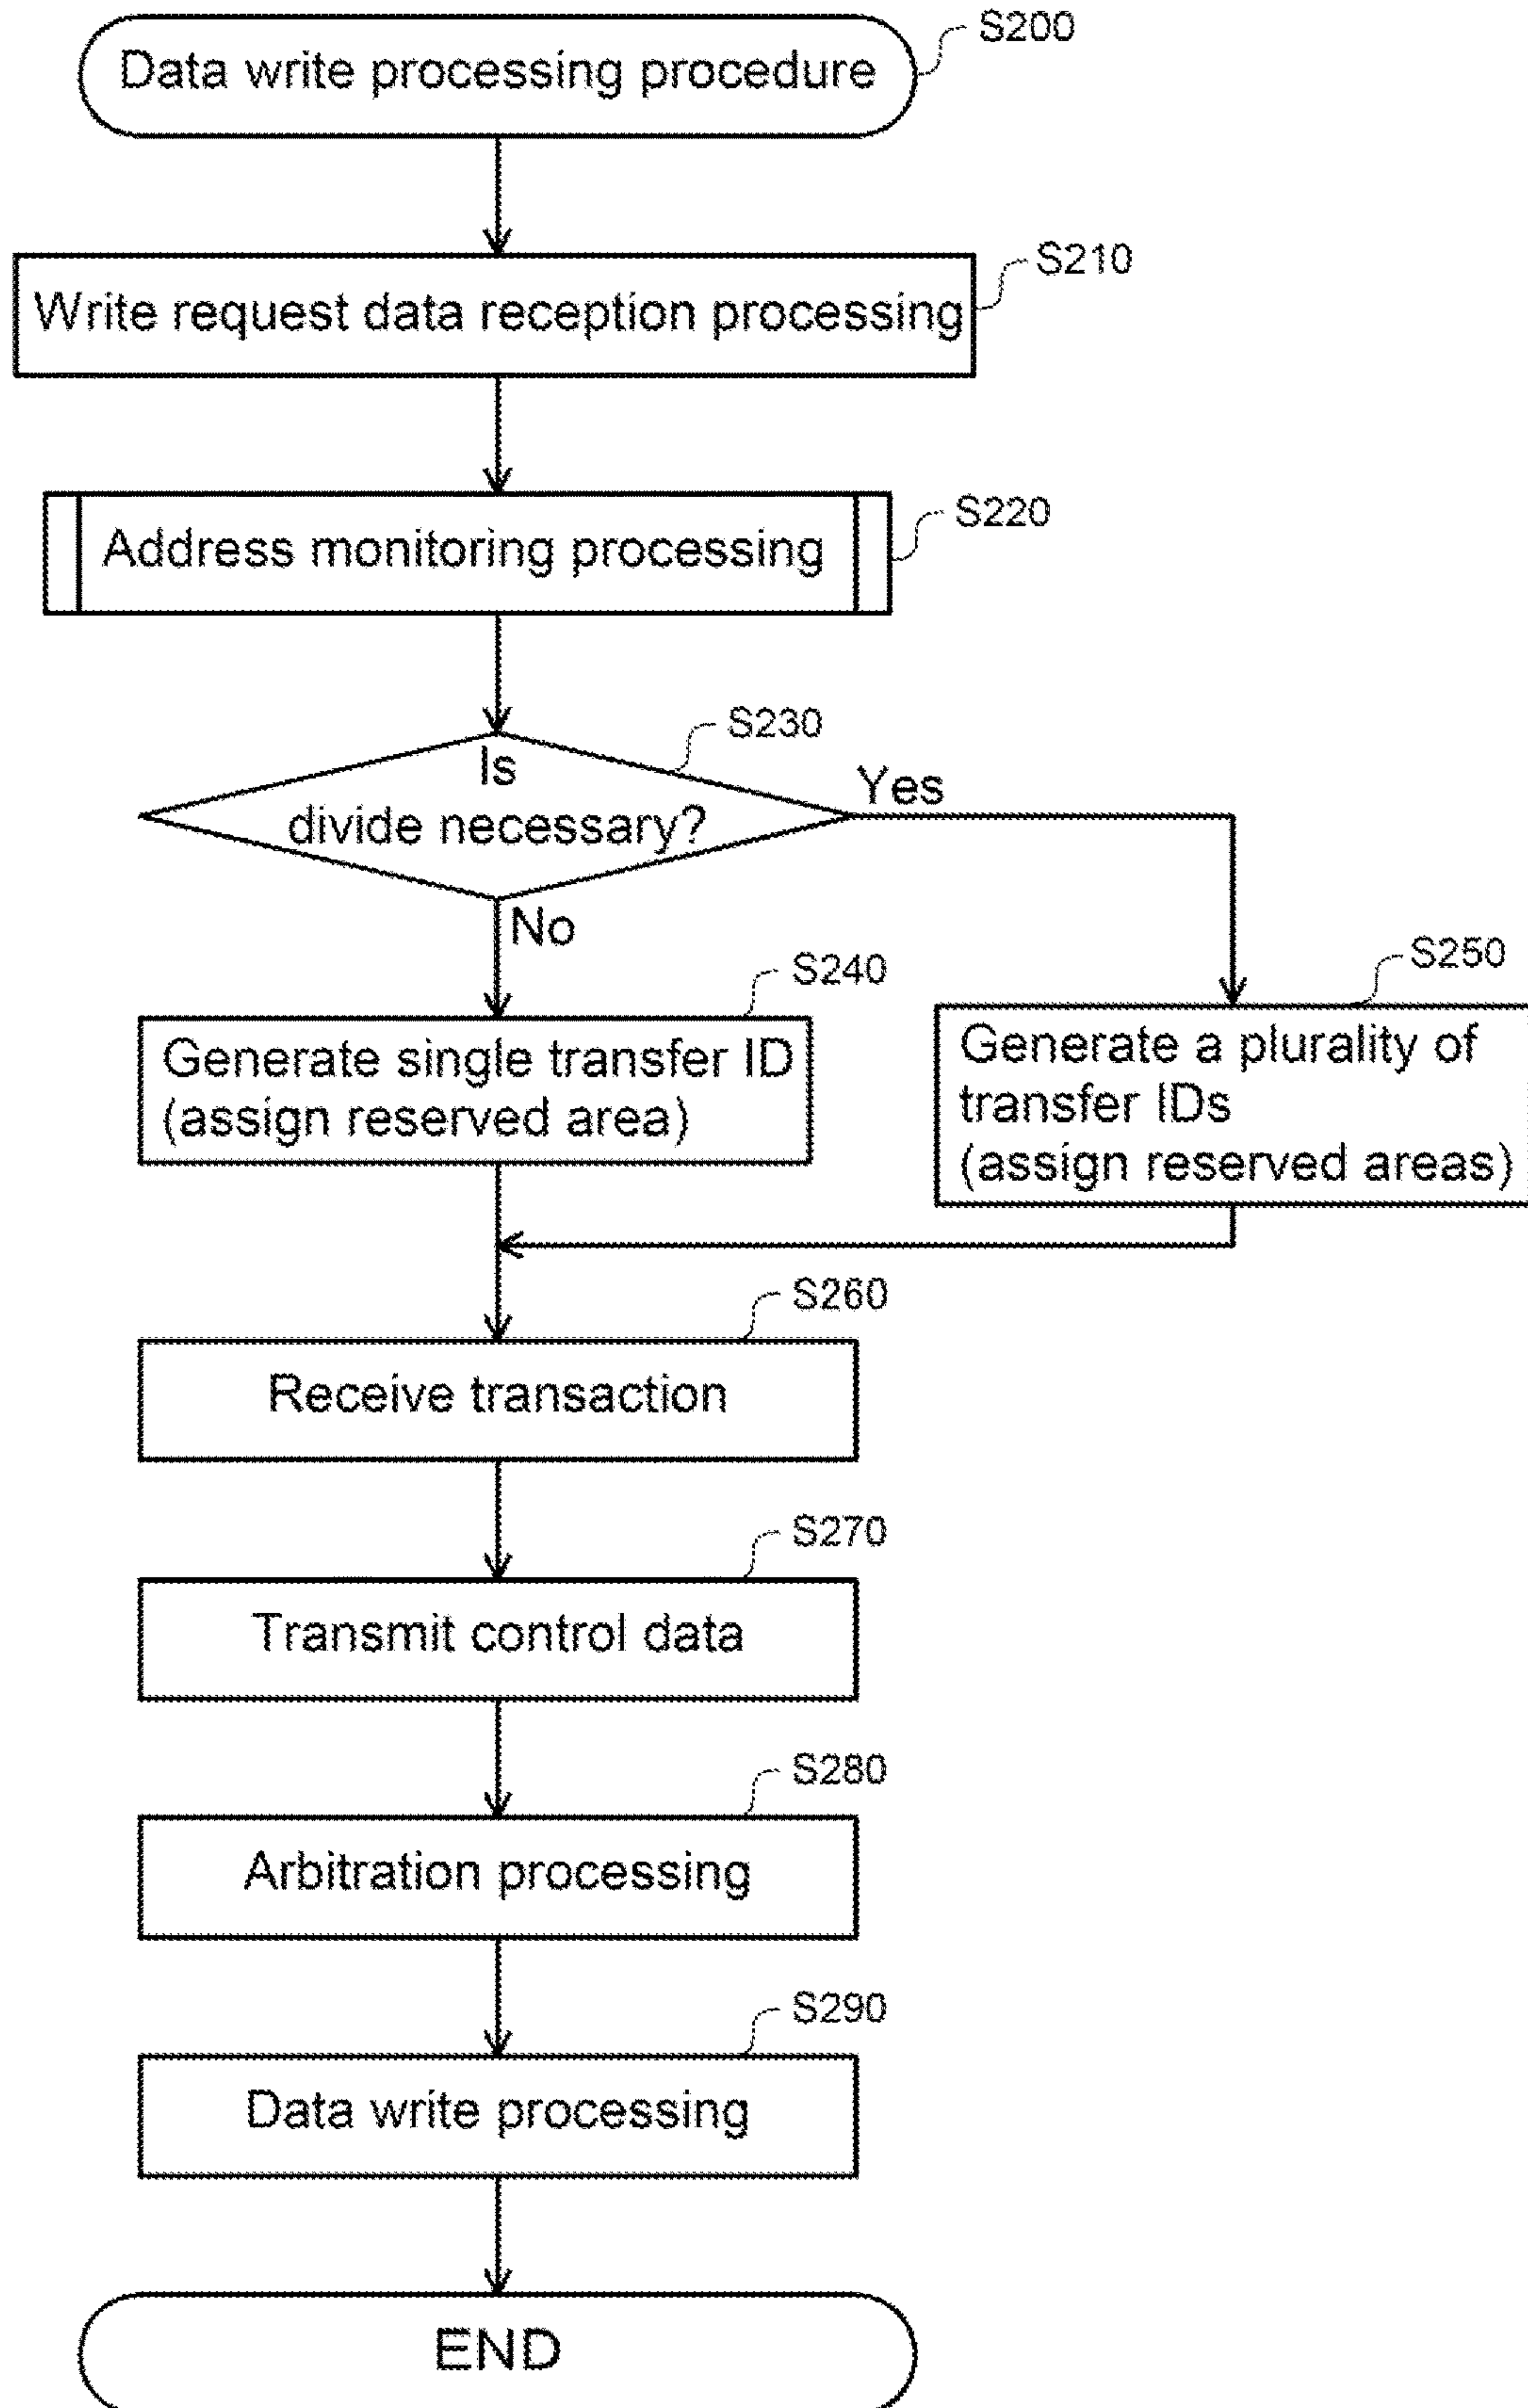 Data write processing procedure
S200
Write request data reception processing
S210
Address monitoring processing
S220
S230
Is
divide necessary?
Yes
No
S240
Generate single transfer ID
(assign reserved area)
S250
Generate a plurality of
transfer IDs
(assign reserved areas)
S260
Receive transaction
S270
Transmit control data
S280
Arbitration processing
S290
Data write processing
END